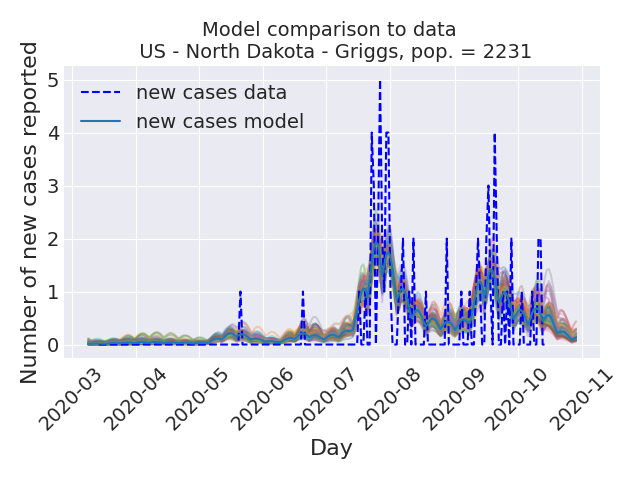 Model comparison to data
US - North Dakota - Griggs, pop. = 2231
Number of new cases reported
5
4
3
2
1
0
new cases data
new cases model
2020-03
2020-04
2020-05
2020-06
2020-07
2020-08
2020-09
2020-10
2020-11
Day